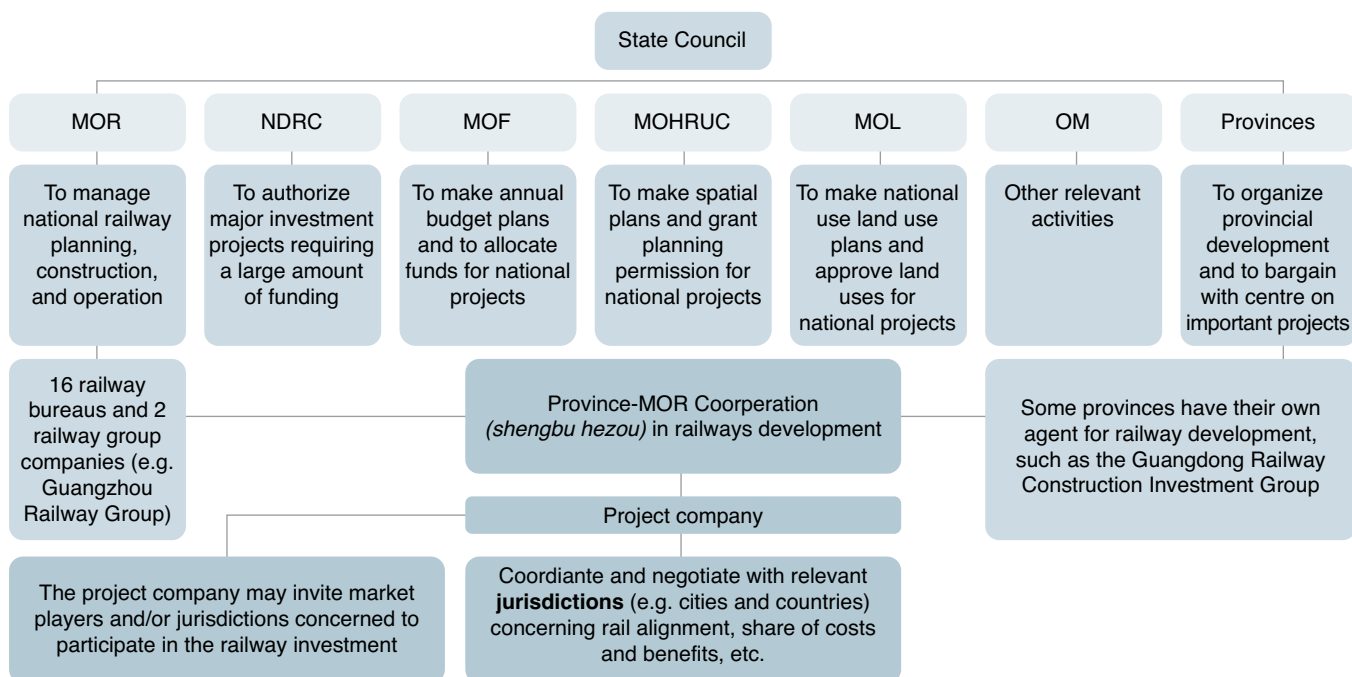 State Council
MOR
NDRC
MOF
MOHRUC
MOL
OM
Provinces
To manage
national railway
planning,
construction,
and operation
To authorize
major investment
projects requiring
a large amount
of funding
To make annual
budget plans
and to allocate
funds for national
projects
To make spatial
plans and grant
planning
permission for
national projects
To make national
use land use
plans and
approve land
uses for
national projects
Other relevant
activities
To organize
provincial
development
and to bargain
with centre on
important projects
16 railway
bureaus and 2
railway group
companies (e.g.
Guangzhou
Railway Group)
Province-MOR Coorperation
(shengbu hezou) in railways development
Some provinces have their own
agent for railway development,
such as the Guangdong Railway
Construction Investment Group
Project company
The project company may invite market
players and/or jurisdictions concerned to
participate in the railway investment
Coordiante and negotiate with relevant
jurisdictions (e.g. cities and countries)
concerning rail alignment, share of costs
and benefits, etc.